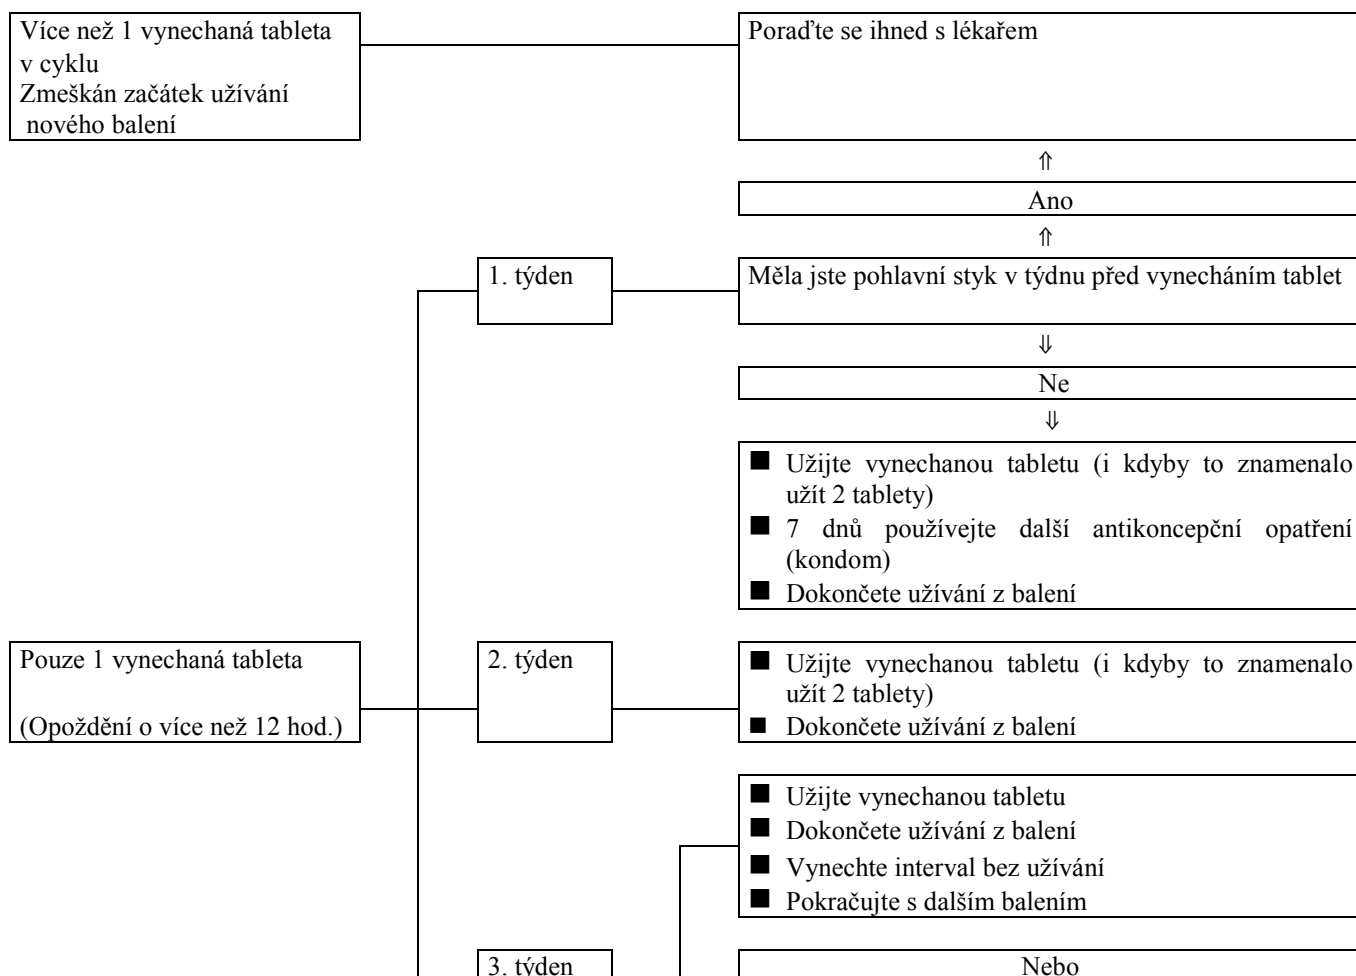 Více než 1 vynechaná tableta
v cyklu
Zmeškán začátek užívání
nového balení
Poraďte se ihned s lékařem
⇑
Ano
⇑
1. týden
Měla jste pohlavní styk v týdnu před vynecháním tablet
⇓
Ne
⇓
■ Užijte vynechanou tabletu (i kdyby to znamenalo
užít 2 tablety)
■ 7 dnů používejte další antikoncepční opatření
(kondom)
■ Dokončete užívání z balení
Pouze 1 vynechaná tableta
(Opoždění o více než 12 hod.)
2. týden
■ Užijte vynechanou tabletu (i kdyby to znamenalo
užít 2 tablety)
■ Dokončete užívání z balení
■ Užijte vynechanou tabletu
■ Dokončete užívání z balení
■ Vynechte interval bez užívání
■ Pokračujte s dalším balením
3. týden
Nebo